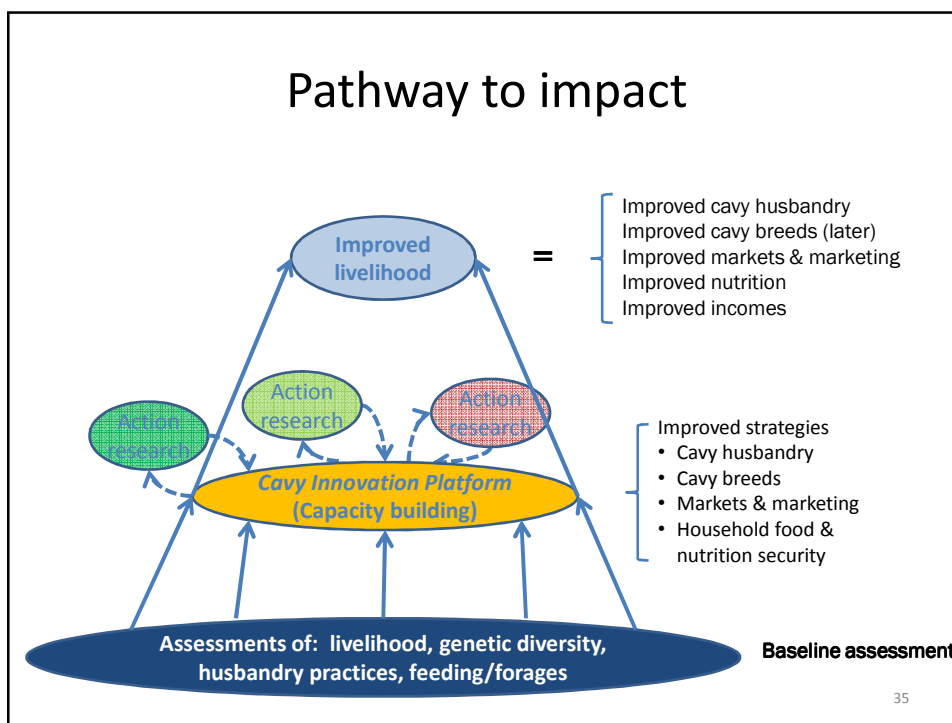 Pathway to impact
Improved
livelihood
=
Improved cavy husbandry
Improved cavy breeds (later)
Improved markets & marketing
Improved nutrition
Improved incomes
Action
research
Action
research
Action
research
Cavy Innovation Platform
(Capacity building)
Improved strategies
• Cavy husbandry
• Cavy breeds
• Markets & marketing
• Household food &
nutrition security
Assessments of: livelihood, genetic diversity,
husbandry practices, feeding/forages
Baseline assessment
35